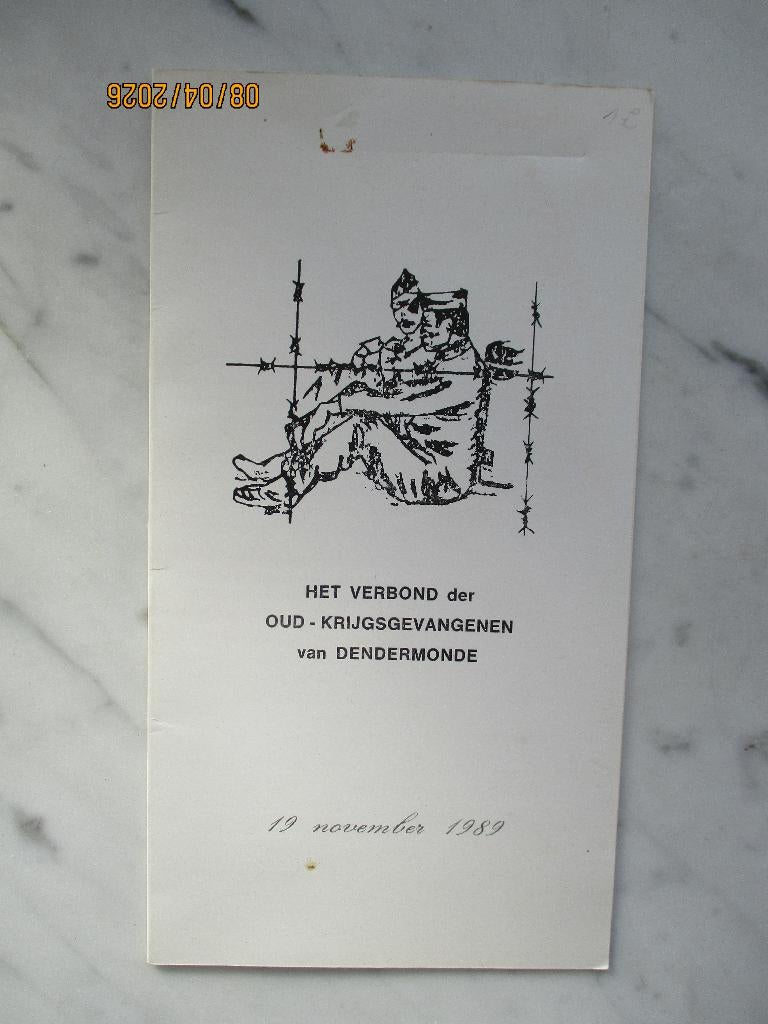 08/04/2026
HET VERBOND der
OUD - KRIJGSGEVANGENEN
van DENDERMONDE
19 november 1989